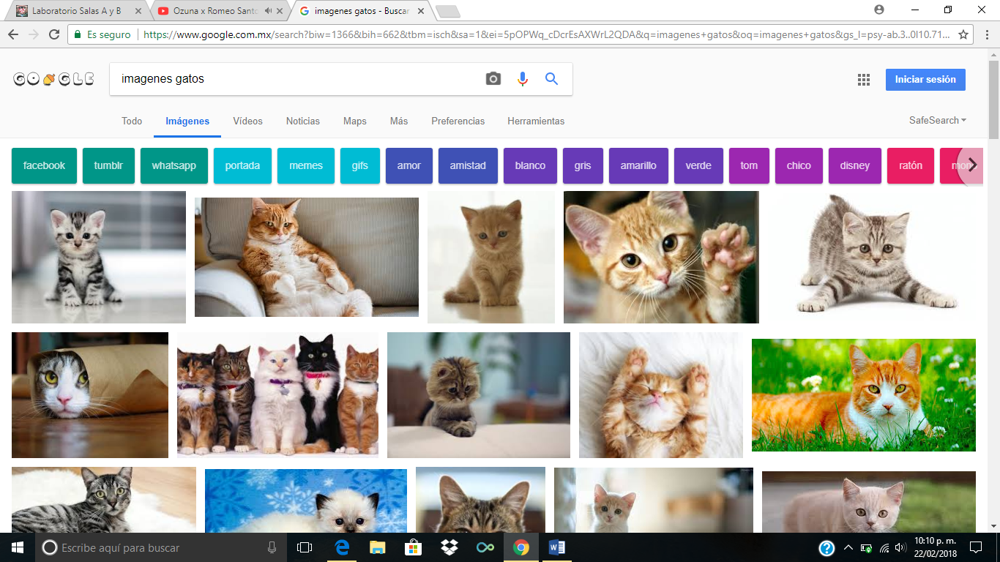 Laboratorio Salas A y B
Ozuna x Romeo Santo
imagenes gatos - Buscar
Es seguro
https://www.google.com.mx/search?biw=1366&bih=662&tbm=isch&sa=1&ei=5pOPWq_cDcrEsAXWrL2QDA&q=imagenes+gatos&oq=imagenes+gatos&gs_l=psy-ab.3..0l10.71...
GOOGLE
imagenes gatos
Iniciar sesión
Todo
Imágenes
Vídeos
Noticias
Maps
Más
Preferencias
Herramientas
SafeSearch
facebook
tumblr
whatsapp
portada
memes
gifs
amor
amistad
blanco
gris
amarillo
verde
tom
chico
disney
ratón
Escribe aquí para buscar
10:10 p. m.
22/02/2018